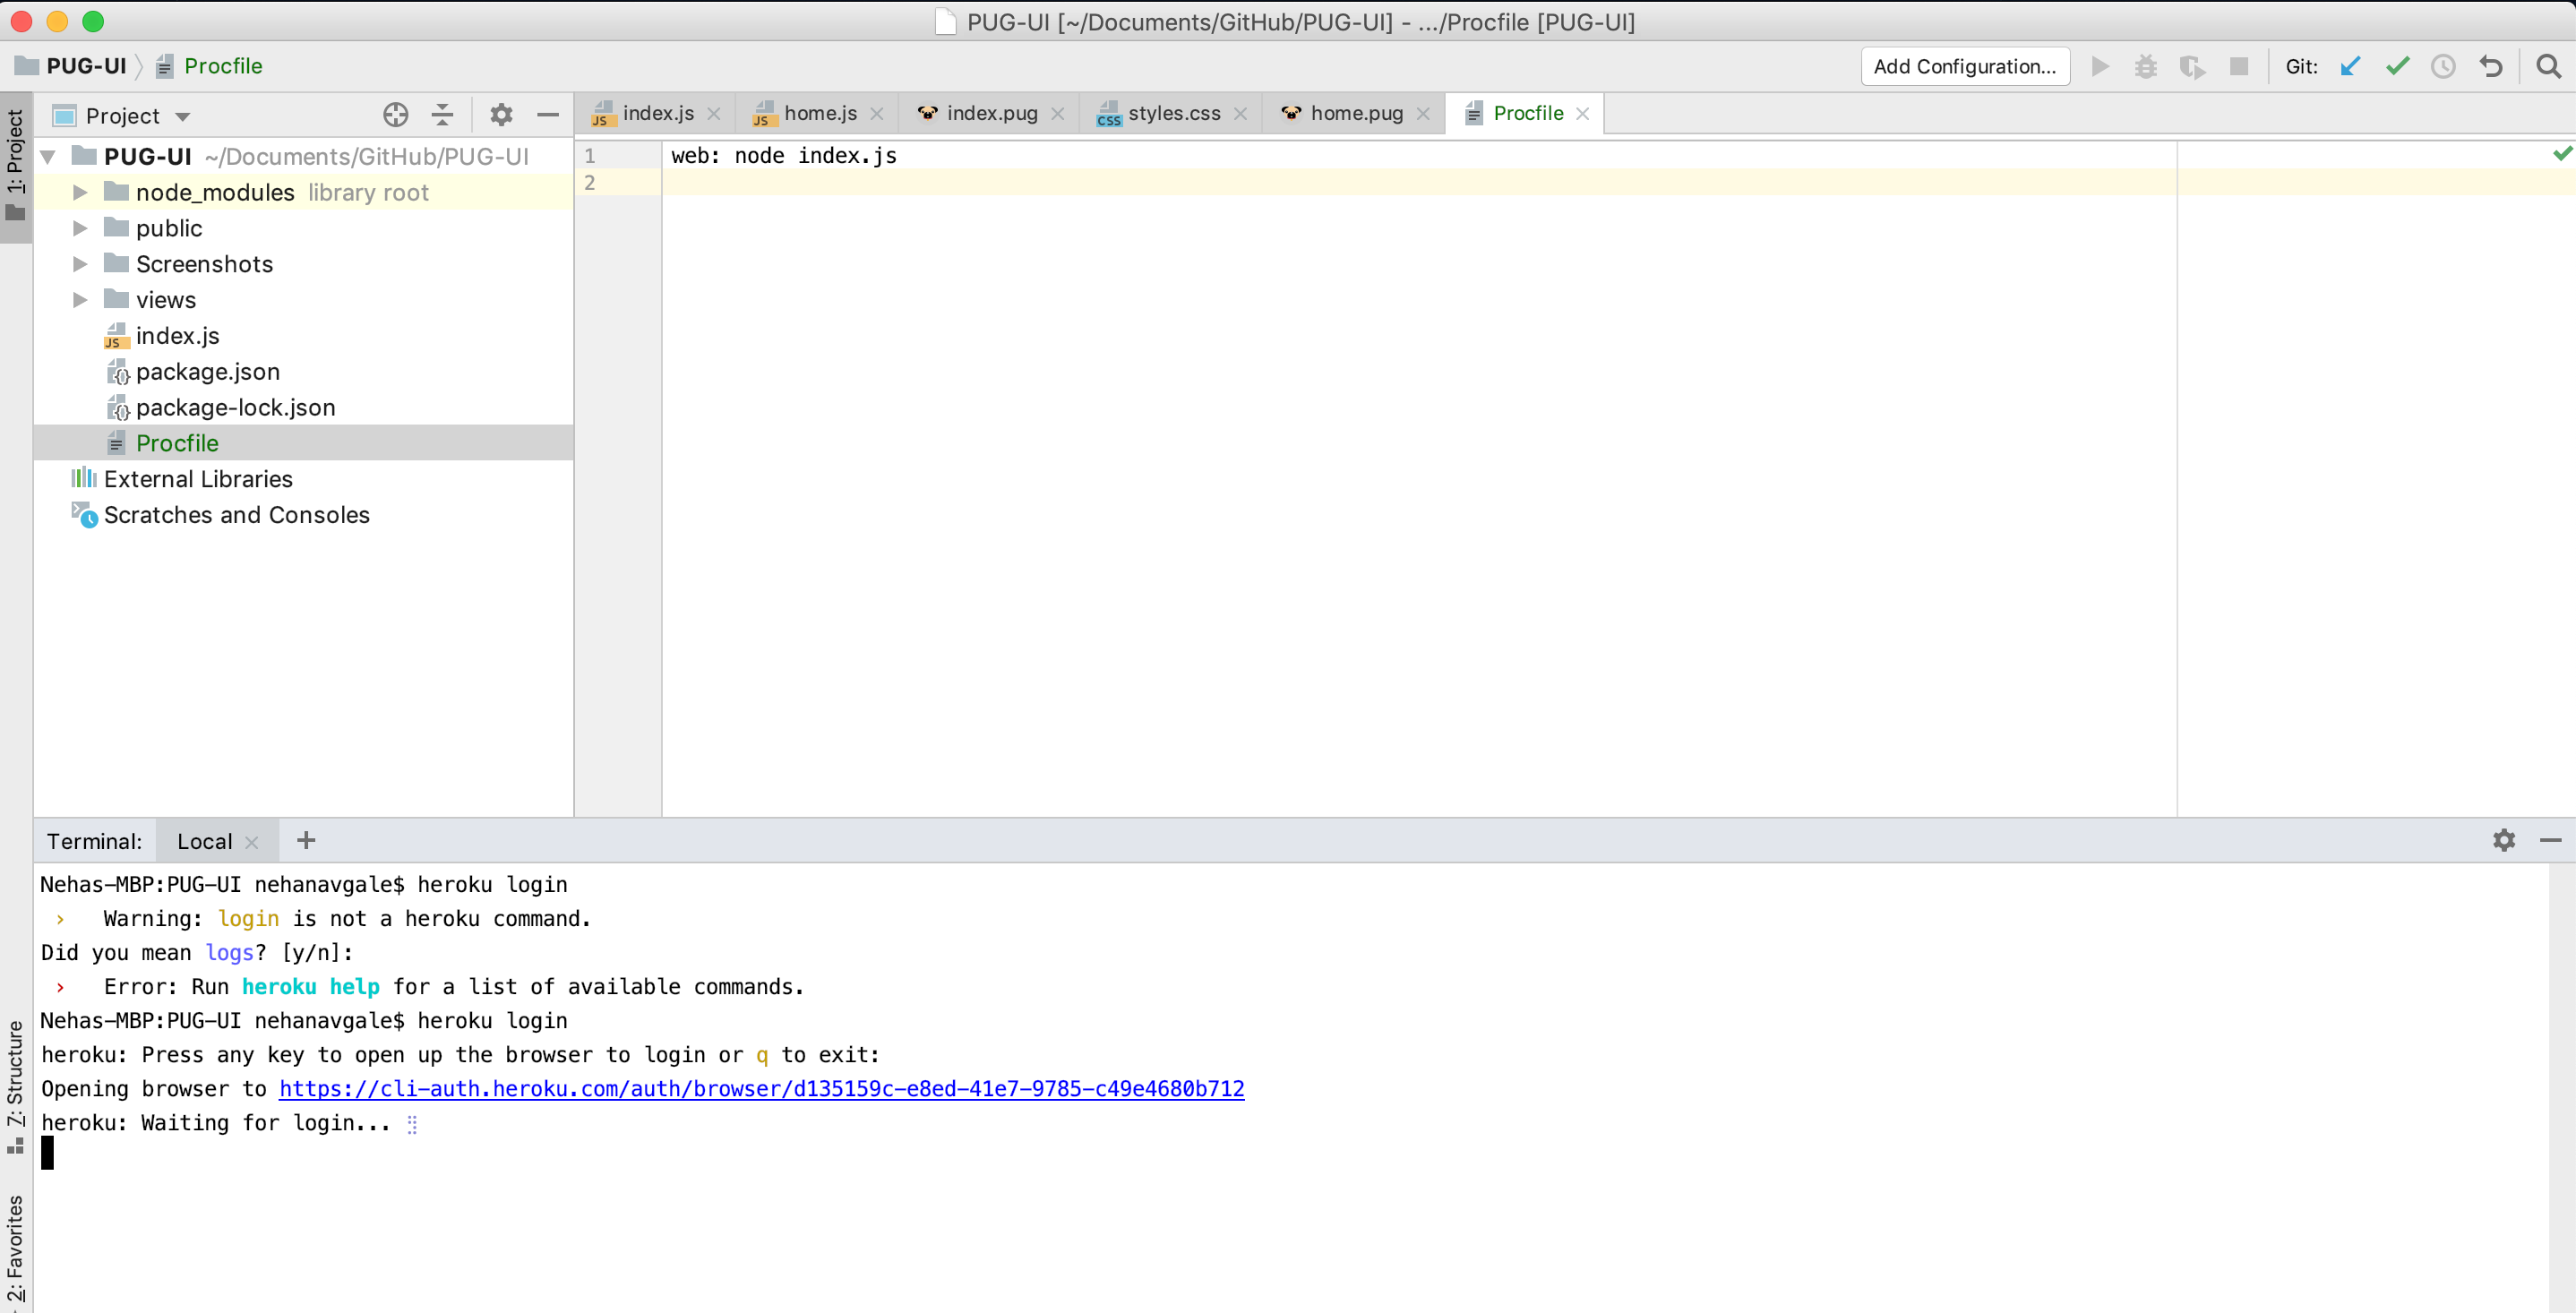 PUG-UI [~/Documents/GitHub/PUG-UI] - .../Procfile [PUG-UI]
PUG-UI Procfile
Add Configuration...
Git:
1: Project
Project
index.js
home.js
index.pug
styles.css
home.pug
Procfile
PUG-UI ~/Documents/GitHub/PUG-UI
node_modules library root
public
Screenshots
views
index.js
package.json
package-lock.json
Procfile
External Libraries
Scratches and Consoles
1 web: node index.js
2
Terminal: Local +
Nehas-MBP:PUG-UI nehanavgale$ heroku login
› Warning: login is not a heroku command.
Did you mean logs? [y/n]:
› Error: Run heroku help for a list of available commands.
Nehas-MBP:PUG-UI nehanavgale$ heroku login
heroku: Press any key to open up the browser to login or q to exit:
Opening browser to https://cli-auth.heroku.com/auth/browser/d135159c-e8ed-41e7-9785-c49e4680b712
heroku: Waiting for login...
7: Structure
2: Favorites